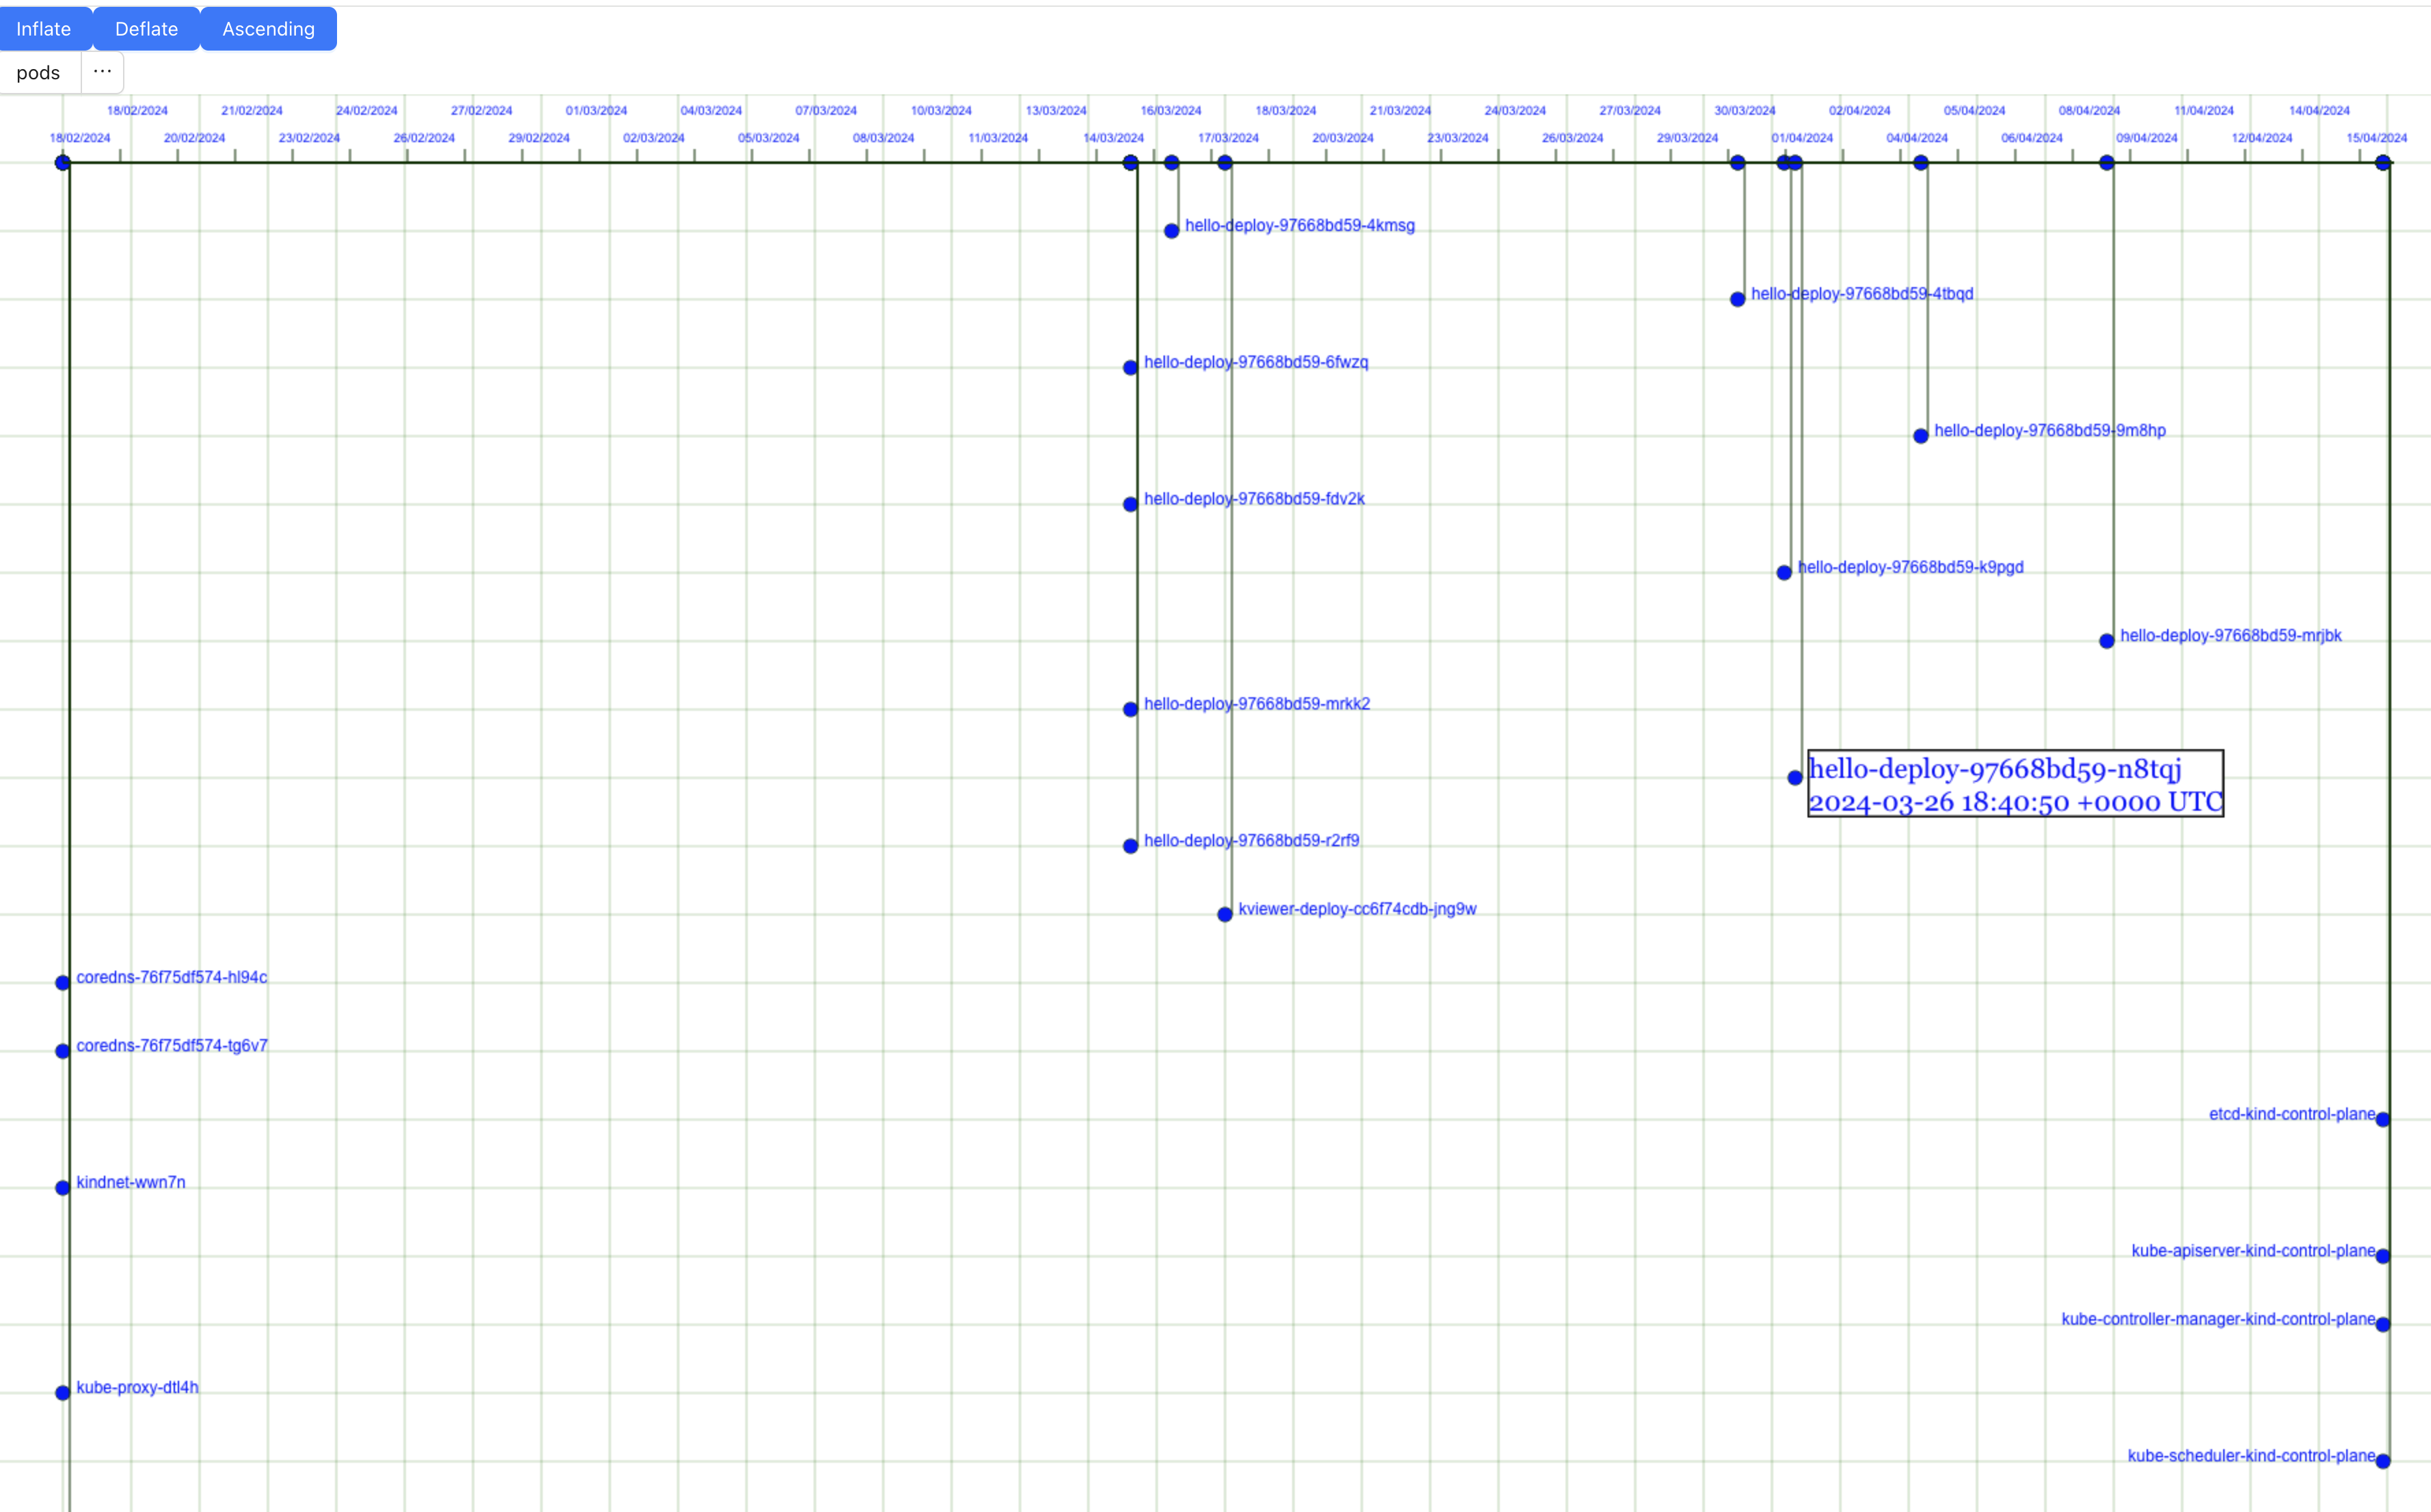 Inflate Deflate Ascending
pods ...
18/02/2024 21/02/2024 24/02/2024 27/02/2024 01/03/2024 04/03/2024 07/03/2024 10/03/2024 13/03/2024 16/03/2024 18/03/2024 21/03/2024 24/03/2024 27/03/2024 30/03/2024 02/04/2024 05/04/2024 08/04/2024 11/04/2024 14/04/2024
18/02/2024 20/02/2024 23/02/2024 26/02/2024 29/02/2024 02/03/2024 05/03/2024 08/03/2024 11/03/2024 14/03/2024 17/03/2024 20/03/2024 23/03/2024 26/03/2024 29/03/2024 01/04/2024 04/04/2024 06/04/2024 09/04/2024 12/04/2024 15/04/2024
hello-deploy-97668bd59-4kmsg
hello-deploy-97668bd59-4tbqd
hello-deploy-97668bd59-6fwzq
hello-deploy-97668bd59-9m8hp
hello-deploy-97668bd59-fdv2k
hello-deploy-97668bd59-k9pgd
hello-deploy-97668bd59-mrjbk
hello-deploy-97668bd59-mrkk2
hello-deploy-97668bd59-n8tqj
2024-03-26 18:40:50 +0000 UTC
hello-deploy-97668bd59-r2rf9
kviewer-deploy-cc6f74cdb-jng9w
coredns-76f75df574-hl94c
coredns-76f75df574-tg6v7
etcd-kind-control-plane
kindnet-wwn7n
kube-apiserver-kind-control-plane
kube-controller-manager-kind-control-plane
kube-proxy-dtl4h
kube-scheduler-kind-control-plane